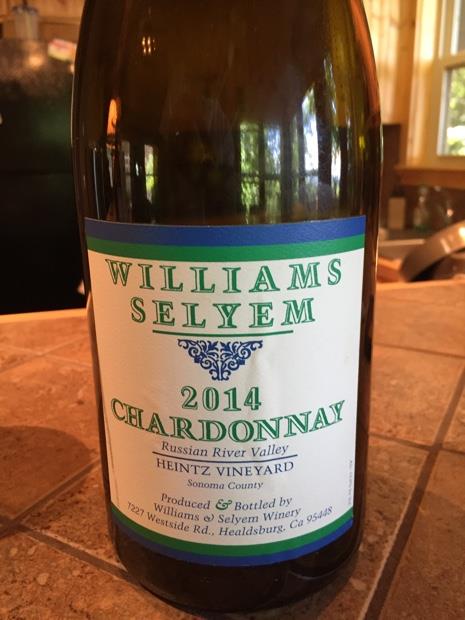 WILLIAMS
SELYEM
2014
CHARDONNAY
Russian River Valley
HEINTZ VINEYARD
Sonoma County
Produced & Bottled by
Williams & Selyem Winery
7227 Westside Rd., Healdsburg, Ca 95448